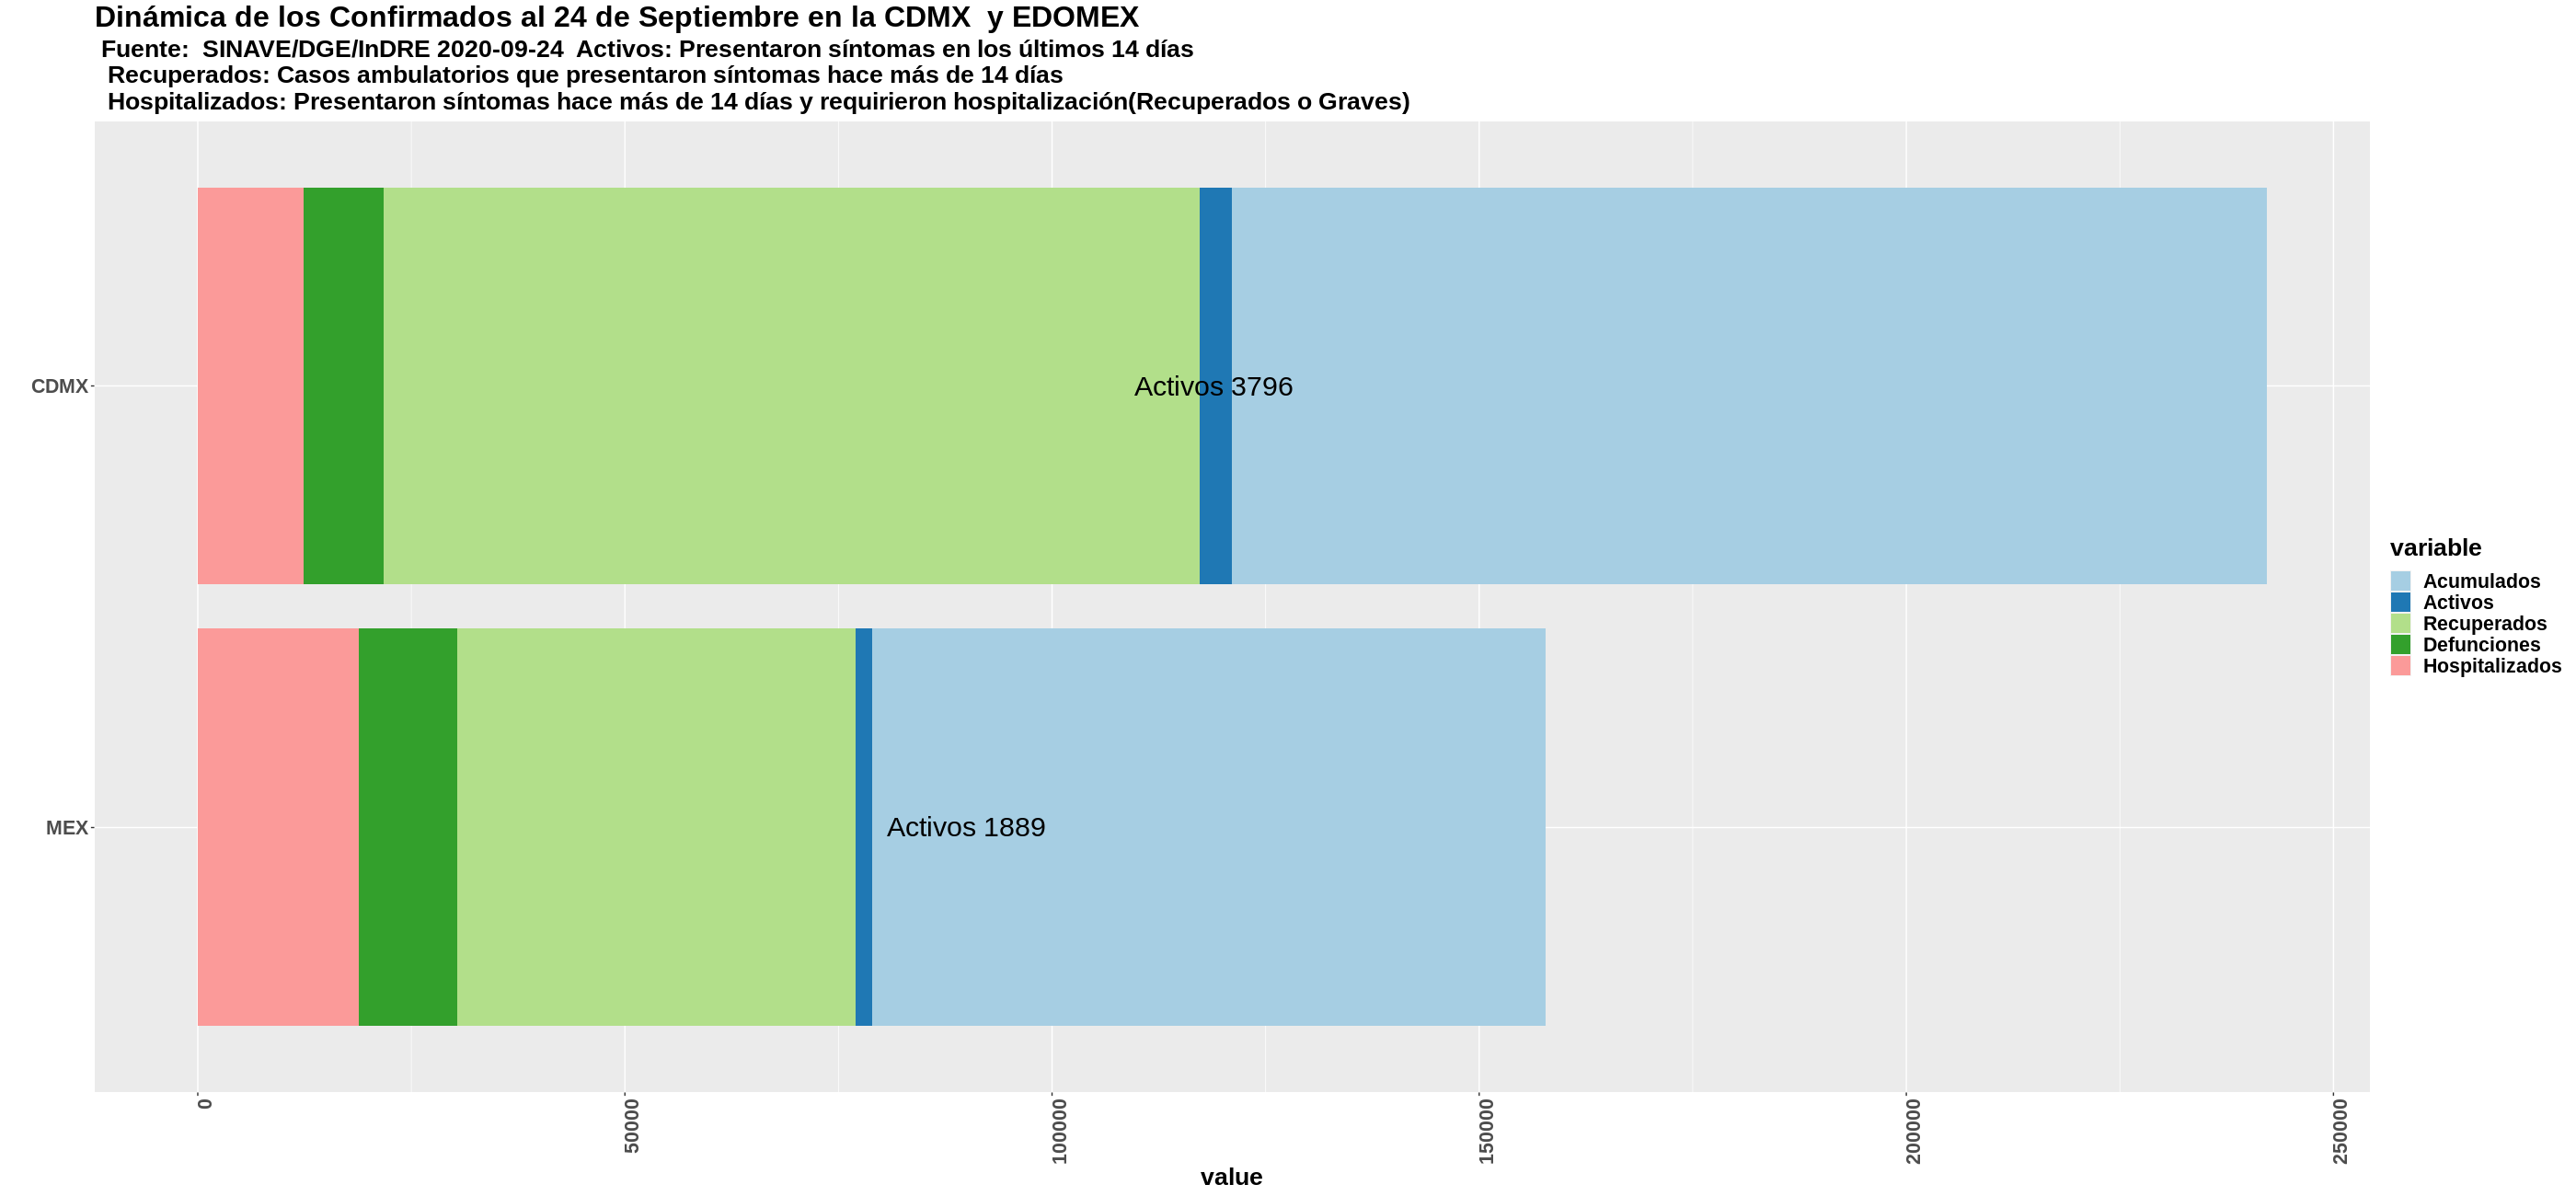 Dinámica de los Confirmados al 24 de Septiembre en la CDMX  y EDOMEX
Fuente:  SINAVE/DGE/InDRE 2020-09-24  Activos: Presentaron síntomas en los últimos 14 días
Recuperados: Casos ambulatorios que presentaron síntomas hace más de 14 días
Hospitalizados: Presentaron síntomas hace más de 14 días y requirieron hospitalización(Recuperados o Graves)
CDMX
Activos 3796
MEX
Activos 1889
variable
Acumulados
Activos
Recuperados
Defunciones
Hospitalizados
0
50000
100000
150000
200000
250000
value